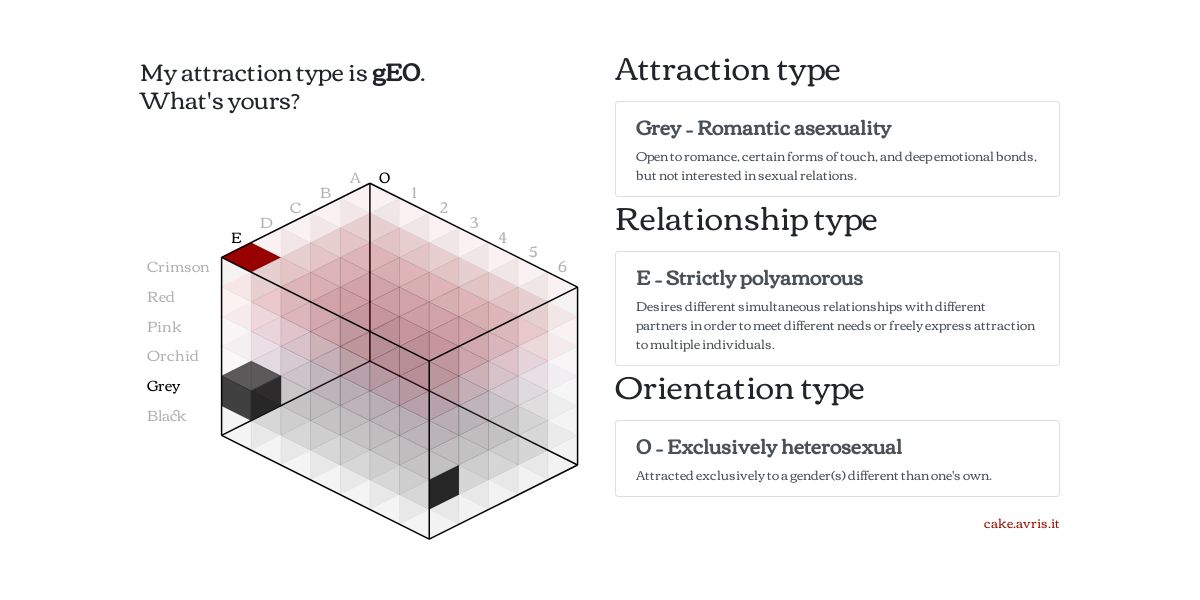 My attraction type is gEO.
What's yours?
A
O
B
1
C
2
D
3
E
4
5
6
Crimson
Red
Pink
Orchid
Grey
Black
Attraction type
Grey – Romantic asexuality
Open to romance, certain forms of touch, and deep emotional bonds,
but not interested in sexual relations.
Relationship type
E – Strictly polyamorous
Desires different simultaneous relationships with different
partners in order to meet different needs or freely express attraction
to multiple individuals.
Orientation type
O – Exclusively heterosexual
Attracted exclusively to a gender(s) different than one's own.
cake.avris.it